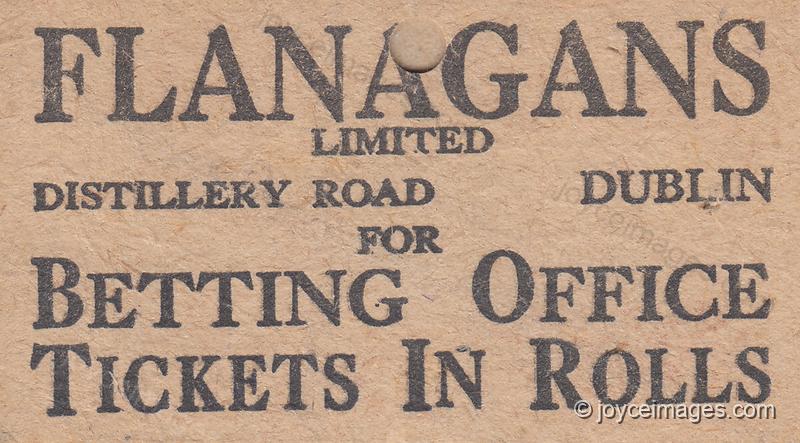 FLANAGANS
LIMITED
DISTILLERY ROAD DUBLIN
FOR
BETTING OFFICE
TICKETS IN ROLLS
© joyceimages.com